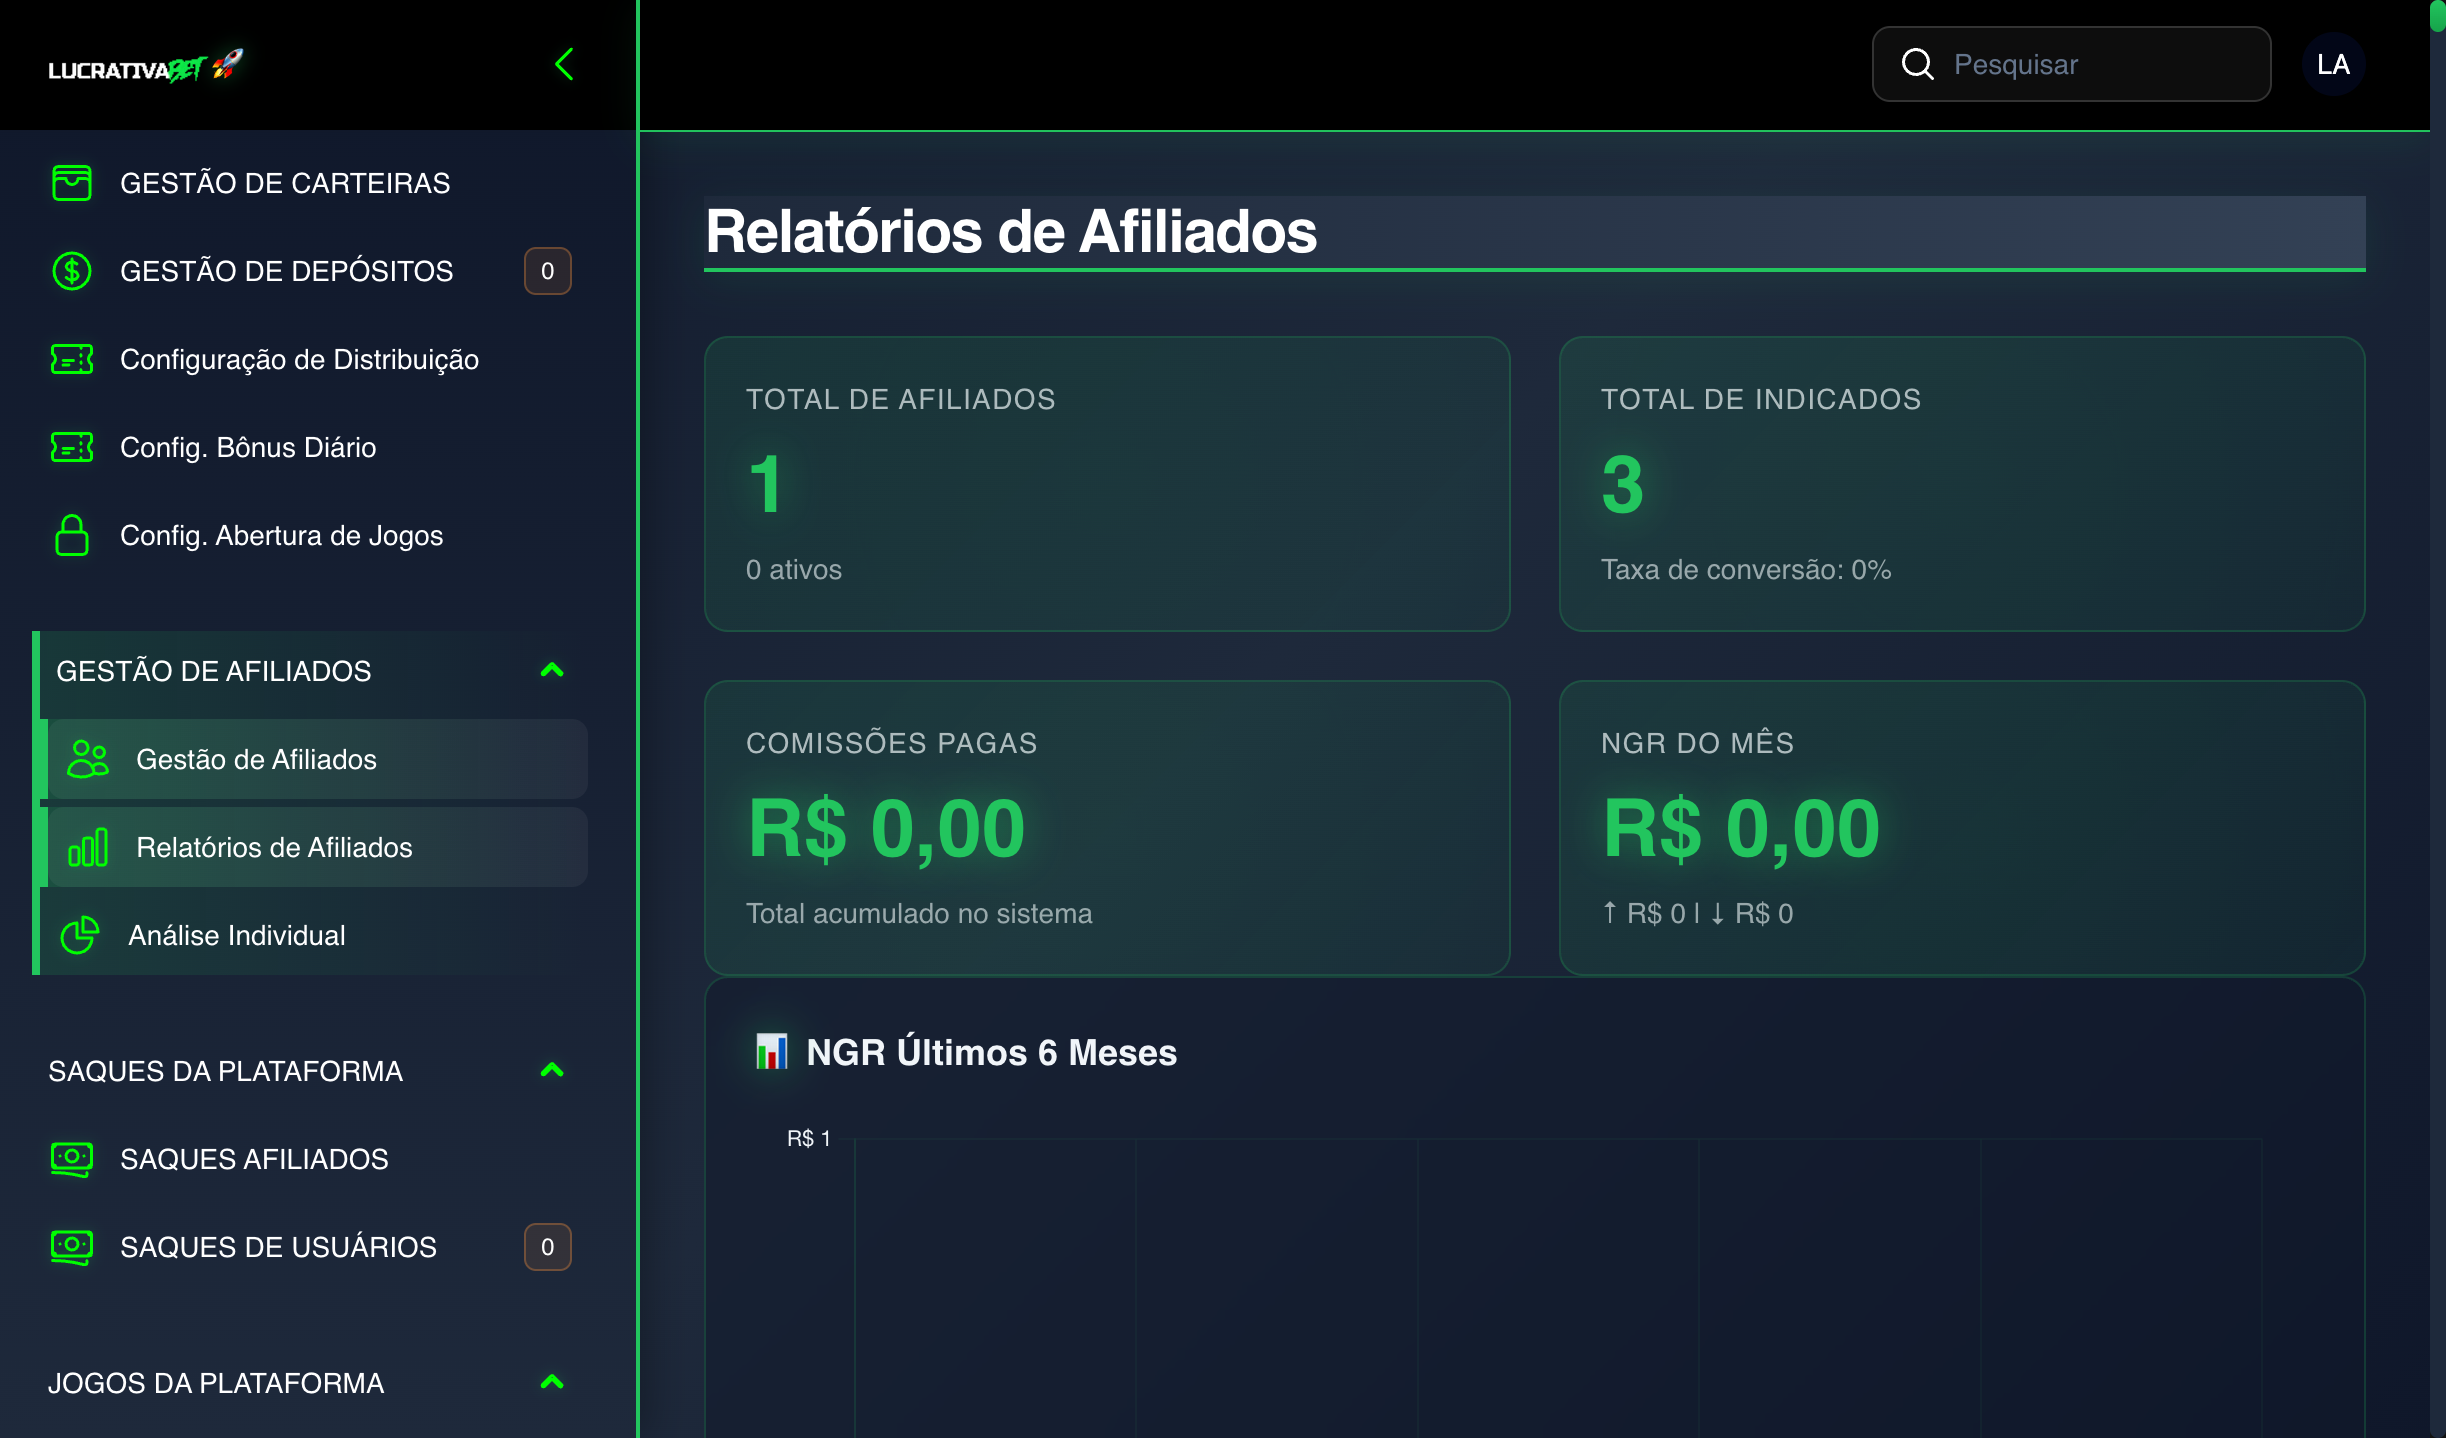 LUCRATIVABET
GESTÃO DE CARTEIRAS
GESTÃO DE DEPÓSITOS 0
Configuração de Distribuição
Config. Bônus Diário
Config. Abertura de Jogos
GESTÃO DE AFILIADOS
Gestão de Afiliados
Relatórios de Afiliados
Análise Individual
SAQUES DA PLATAFORMA
SAQUES AFILIADOS
SAQUES DE USUÁRIOS 0
JOGOS DA PLATAFORMA
Pesquisar
LA
Relatórios de Afiliados
TOTAL DE AFILIADOS
1
0 ativos
TOTAL DE INDICADOS
3
Taxa de conversão: 0%
COMISSÕES PAGAS
R$ 0,00
Total acumulado no sistema
NGR DO MÊS
R$ 0,00
↑ R$ 0 | ↓ R$ 0
NGR Últimos 6 Meses
R$ 1